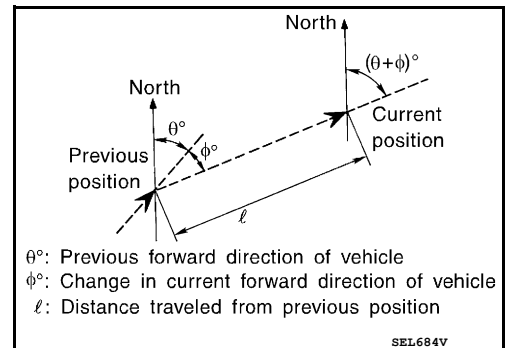 North
(θ+ϕ)°
North
θ°
ϕ°
Current
position
Previous
position
ℓ
θ°: Previous forward direction of vehicle
ϕ°: Change in current forward direction of vehicle
ℓ: Distance traveled from previous position
SEL684V